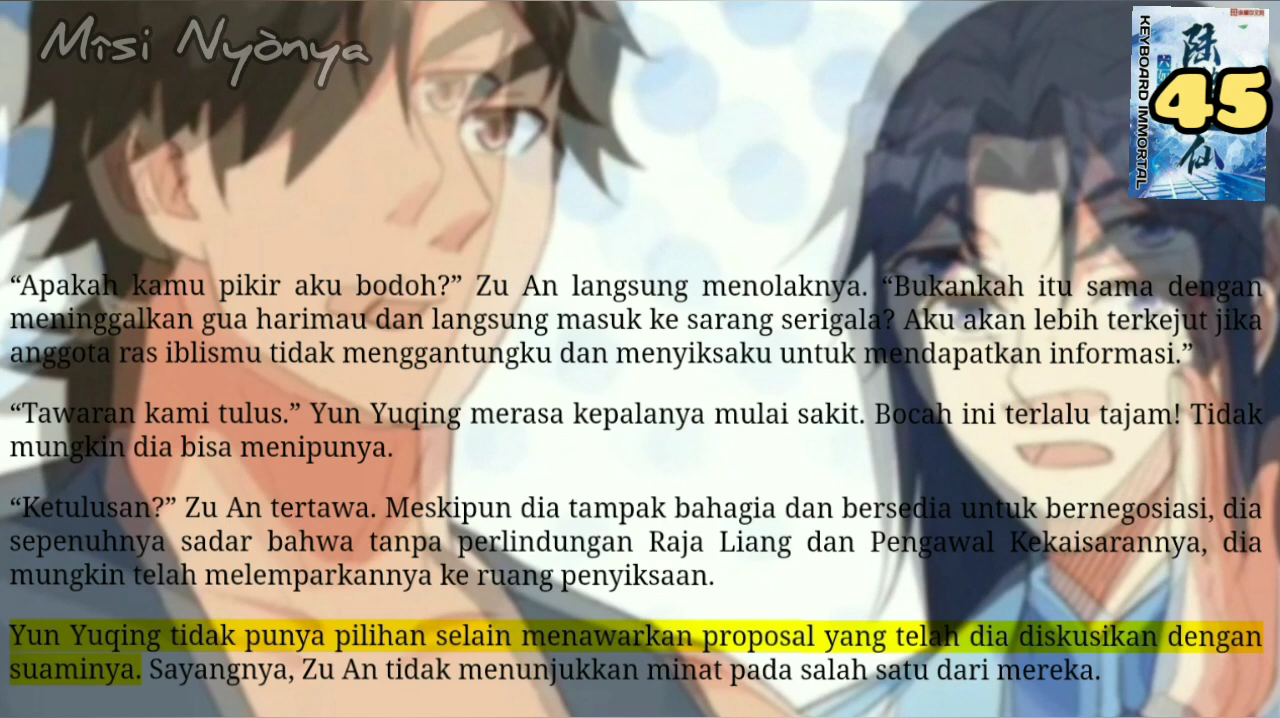 Mîsi Nyònya
KEYBOARD IMMORTAL
45
“Apakah kamu pikir aku bodoh?” Zu An langsung menolaknya. “Bukankah itu sama dengan
meninggalkan gua harimau dan langsung masuk ke sarang serigala? Aku akan lebih terkejut jika
anggota ras iblismu tidak menggantungku dan menyiksaku untuk mendapatkan informasi.”
“Tawaran kami tulus.” Yun Yuqing merasa kepalanya mulai sakit. Bocah ini terlalu tajam! Tidak
mungkin dia bisa menipunya.
“Ketulusan?” Zu An tertawa. Meskipun dia tampak bahagia dan bersedia untuk bernegosiasi, dia
sepenuhnya sadar bahwa tanpa perlindungan Raja Liang dan Pengawal Kekaisarannya, dia
mungkin telah melemparkannya ke ruang penyiksaan.
Yun Yuqing tidak punya pilihan selain menawarkan proposal yang telah dia diskusikan dengan
suaminya. Sayangnya, Zu An tidak menunjukkan minat pada salah satu dari mereka.